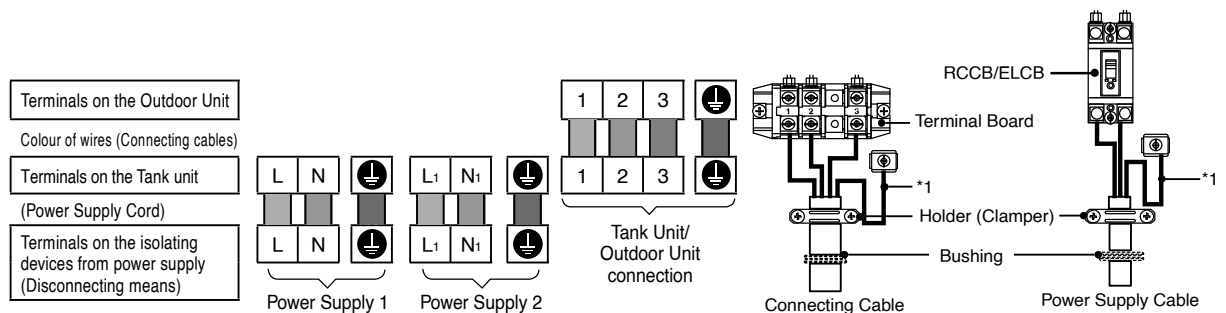 Terminals on the Outdoor Unit
Colour of wires (Connecting cables)
Terminals on the Tank unit
(Power Supply Cord)
Terminals on the isolating
devices from power supply
(Disconnecting means)
L N
L N
Power Supply 1
L1 N1
L1 N1
Power Supply 2
1 2 3
1 2 3
Tank Unit/
Outdoor Unit
connection
1 2 3
Terminal Board
*1
RCCB/ELCB
*1
Holder (Clamper)
Bushing
Connecting Cable
Power Supply Cable